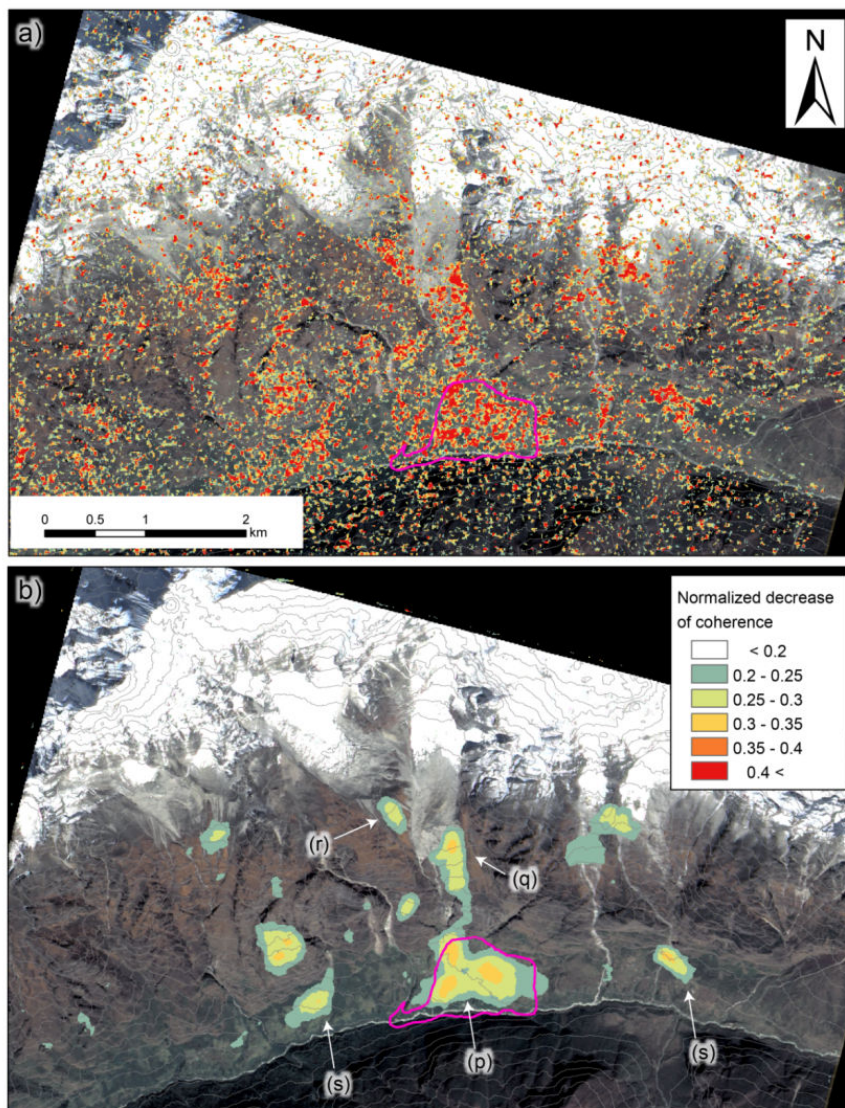 a)
N
0 0.5 1 2
km
b)
Normalized decrease
of coherence
< 0.2
0.2 - 0.25
0.25 - 0.3
0.3 - 0.35
0.35 - 0.4
0.4 <
(r)
(q)
(s)
(p)
(s)